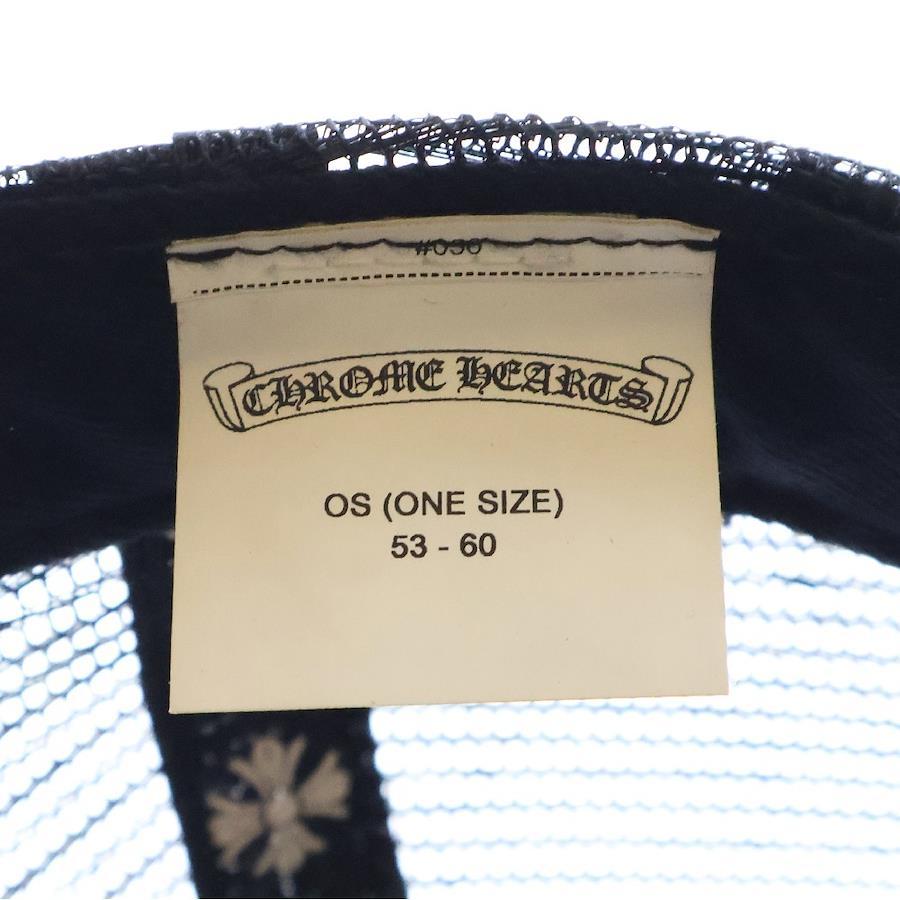 CHROME HEARTS
OS (ONE SIZE)
53 - 60